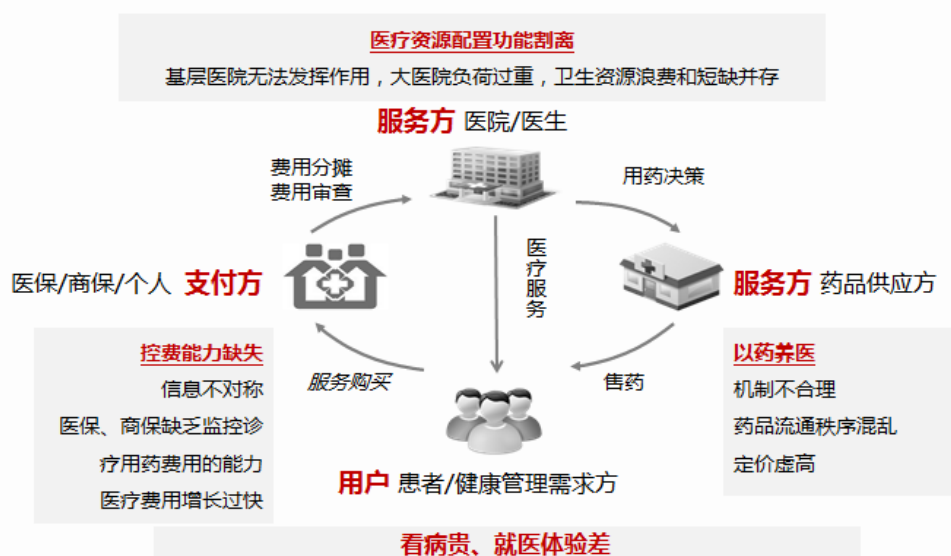 医疗资源配置功能割离
基层医院无法发挥作用，大医院负荷过重，卫生资源浪费和短缺并存
服务方 医院/医生
费用分摊
费用审查
用药决策
医疗服务
医保/商保/个人 支付方
服务方 药品供应方
控费能力缺失
信息不对称
医保、商保缺乏监控诊
疗用药费用的能力
医疗费用增长过快
服务购买
售药
以药养医
机制不合理
药品流通秩序混乱
定价虚高
用户 患者/健康管理需求方
看病贵、就医体验差